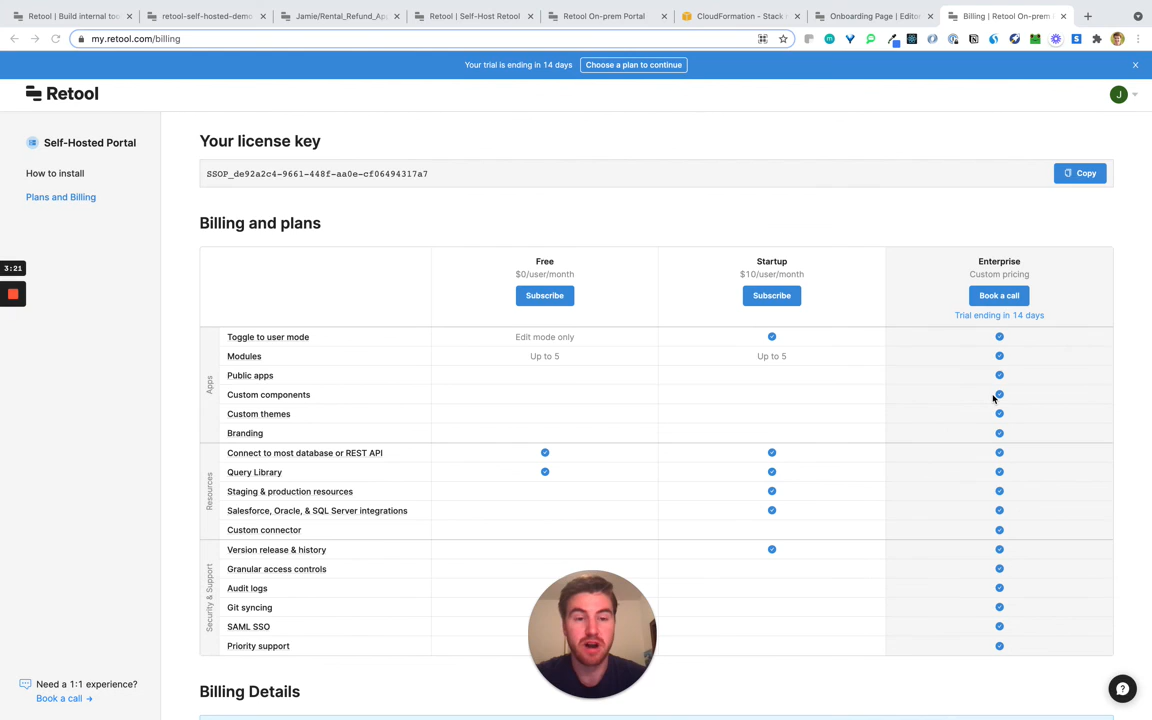 Retool | Build internal tool
retool-self-hosted-demo
Jamie/Rental_Refund_Ap
Retool | Self-Host Retool
Retool On-prem Portal
CloudFormation - Stack r
Onboarding Page | Editor
Billing | Retool On-prem
my.retool.com/billing
Your trial is ending in 14 days
Choose a plan to continue
Retool
J
Self-Hosted Portal
How to install
Plans and Billing
3:21
Need a 1:1 experience?
Book a call →
Your license key
SSOP_de92a2c4-9661-448f-aa0e-cf06494317a7
Copy
Billing and plans
Free
$0/user/month
Subscribe
Startup
$10/user/month
Subscribe
Enterprise
Custom pricing
Book a call
Trial ending in 14 days
Apps
Toggle to user mode Edit mode only
Modules Up to 5 Up to 5
Public apps
Custom components
Custom themes
Branding
Resources
Connect to most database or REST API
Query Library
Staging & production resources
Salesforce, Oracle, & SQL Server integrations
Custom connector
Security & Support
Version release & history
Granular access controls
Audit logs
Git syncing
SAML SSO
Priority support
Billing Details